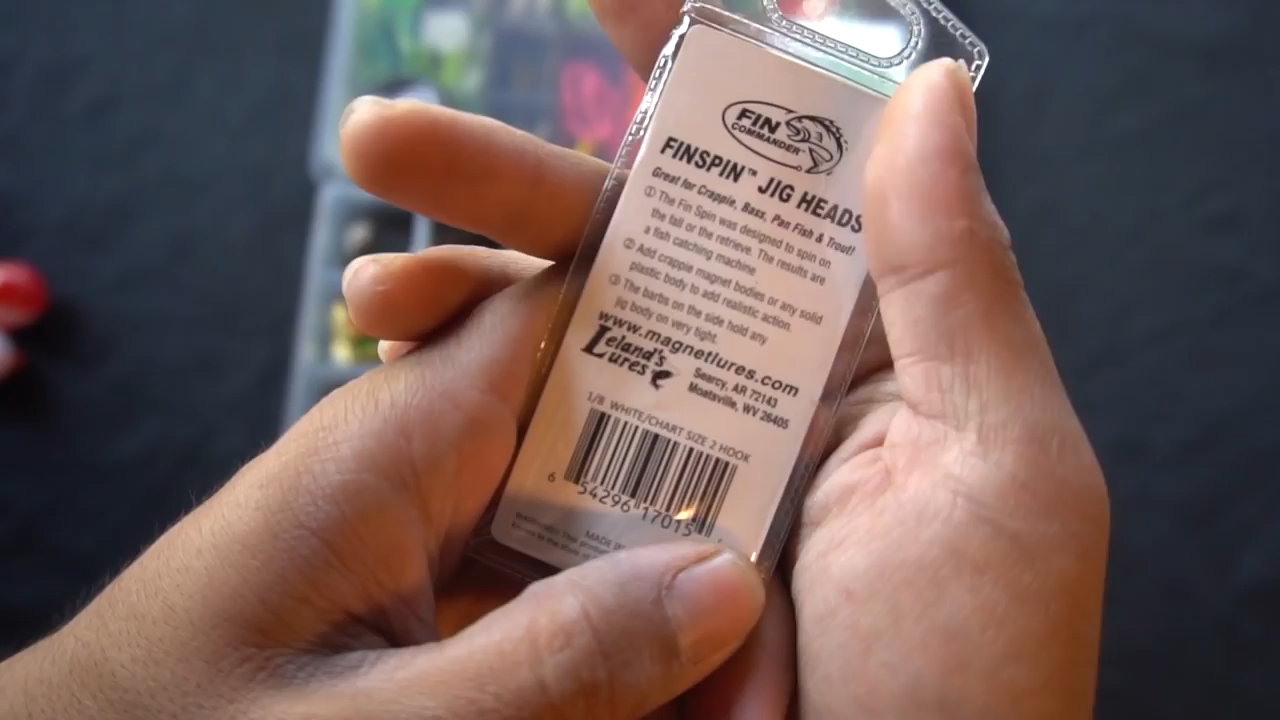 FIN
COMMANDER™
FINSPIN™ JIG HEADS
Great for Crappie, Bass, Pan Fish & Trout!
① The Fin Spin was designed to spin on
the fall or the retrieve. The results are
a fish catching machine
② Add crappie magnet bodies or any solid
plastic body to add realistic action.
③ The barbs on the side hold any
jig body on very tight.
www.magnetlures.com
Leland's
Lures
Searcy, AR 72143
Moatsville, WV 26405
1/8 WHITE/CHART SIZE 2 HOOK
6 54296 17015
MADE